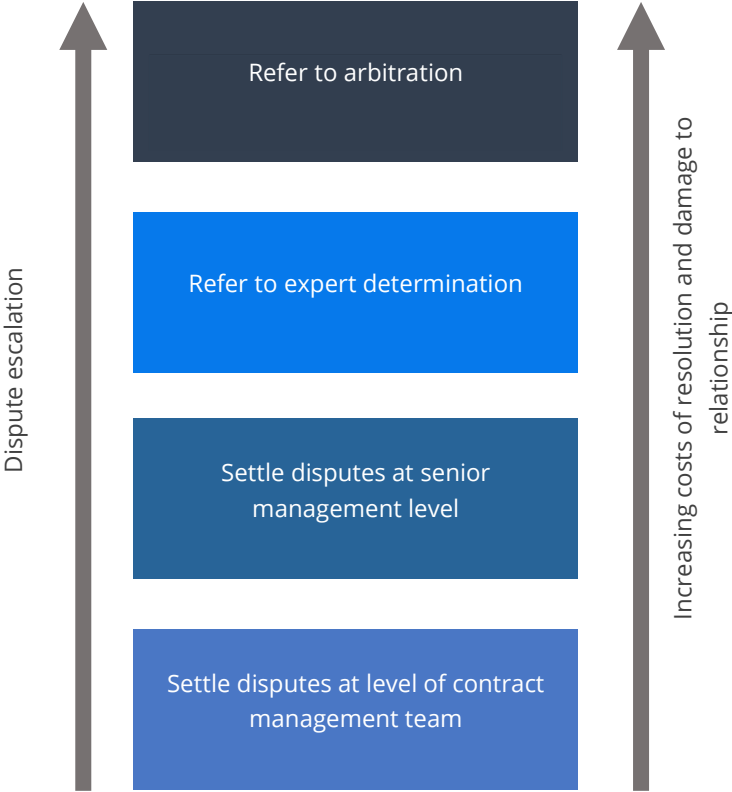 Refer to arbitration
Refer to expert determination
Settle disputes at senior
management level
Settle disputes at level of contract
management team
Dispute escalation
Increasing costs of resolution and damage to
relationship